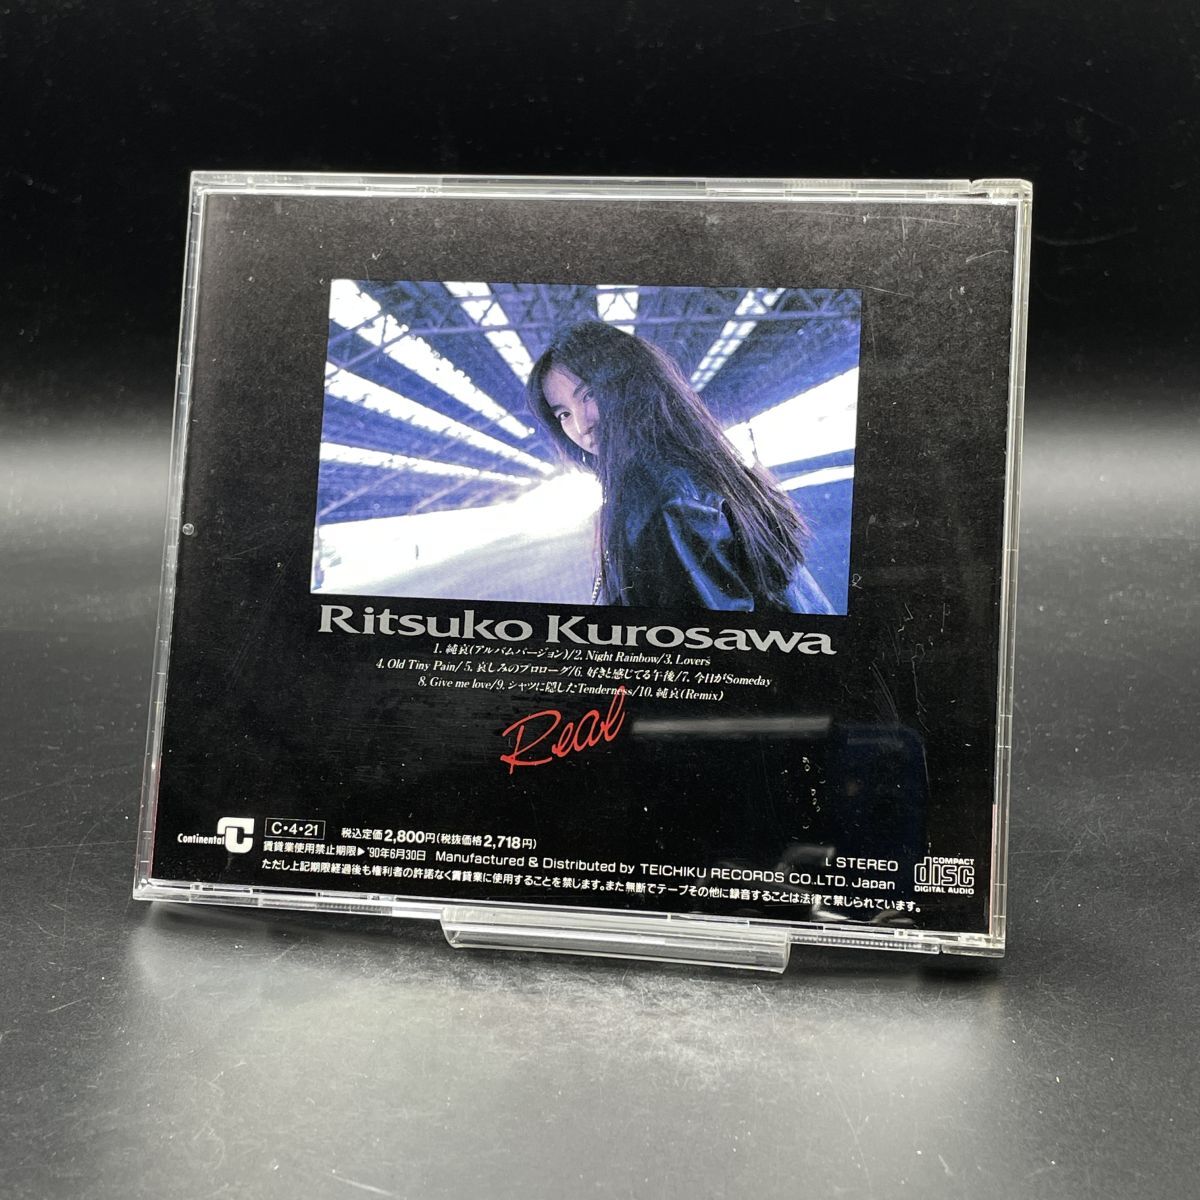 Ritsuko Kurosawa
1. 純哀(アルバムバージョン)/2. Night Rainbow/3. Lovers
4. Old Tiny Pain/5. 哀しみのプロローグ/6. 好きと感じてる午後/7. 今日がSomeday
8. Give me love/9. シャツに隠したTenderness/10. 純哀(Remix)
Real
Continental
C•4•21 税込定価2,800円(税抜価格2,718円)
賃貸業使用禁止期限▶'90年6月30日 Manufactured & Distributed by TEICHIKU RECORDS CO.LTD. Japan
ただし上記期限経過後も権利者の許諾なく賃貸業に使用することを禁じます。また無断でテープその他に録音することは法律で禁じられています。
L STEREO
COMPACT
disc
DIGITAL AUDIO